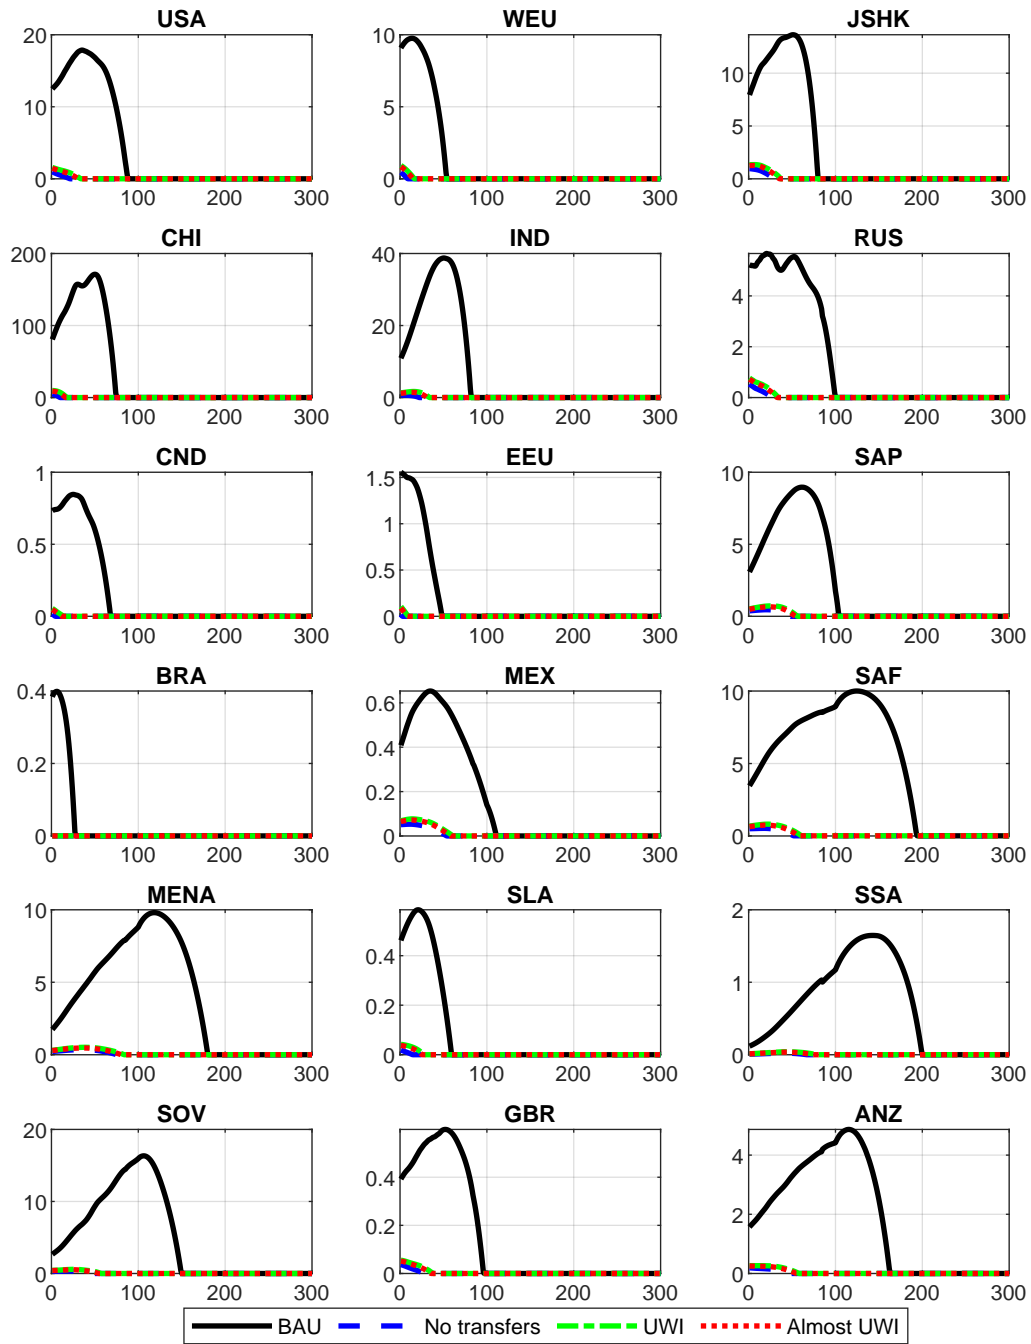 USA WEU JSHK
20 10 0
0 5 5
10 10
0 100 200 300 0 100 200 300 0 100 200 300
CHI IND RUS
200 40 4
100 20 2
0 0 0
0 100 200 300 0 100 200 300 0 100 200 300
CND EEU SAP
1 1.5 10
0.5 1 5
0 0.5 0
0
0 100 200 300 0 100 200 300 0 100 200 300
BRA MEX SAF
0.4 0.6 10
0.2 0.4 5
0 0.2 0
0
0 100 200 300 0 100 200 300 0 100 200 300
MENA SLA SSA
10 0.4 2
5 0.2 1
0 0 0
0 100 200 300 0 100 200 300 0 100 200 300
SOV GBR ANZ
20 0.4 4
10 0.2 2
0 0 0
0 100 200 300 0 100 200 300 0 100 200 300
BAU No transfers UWI Almost UWI